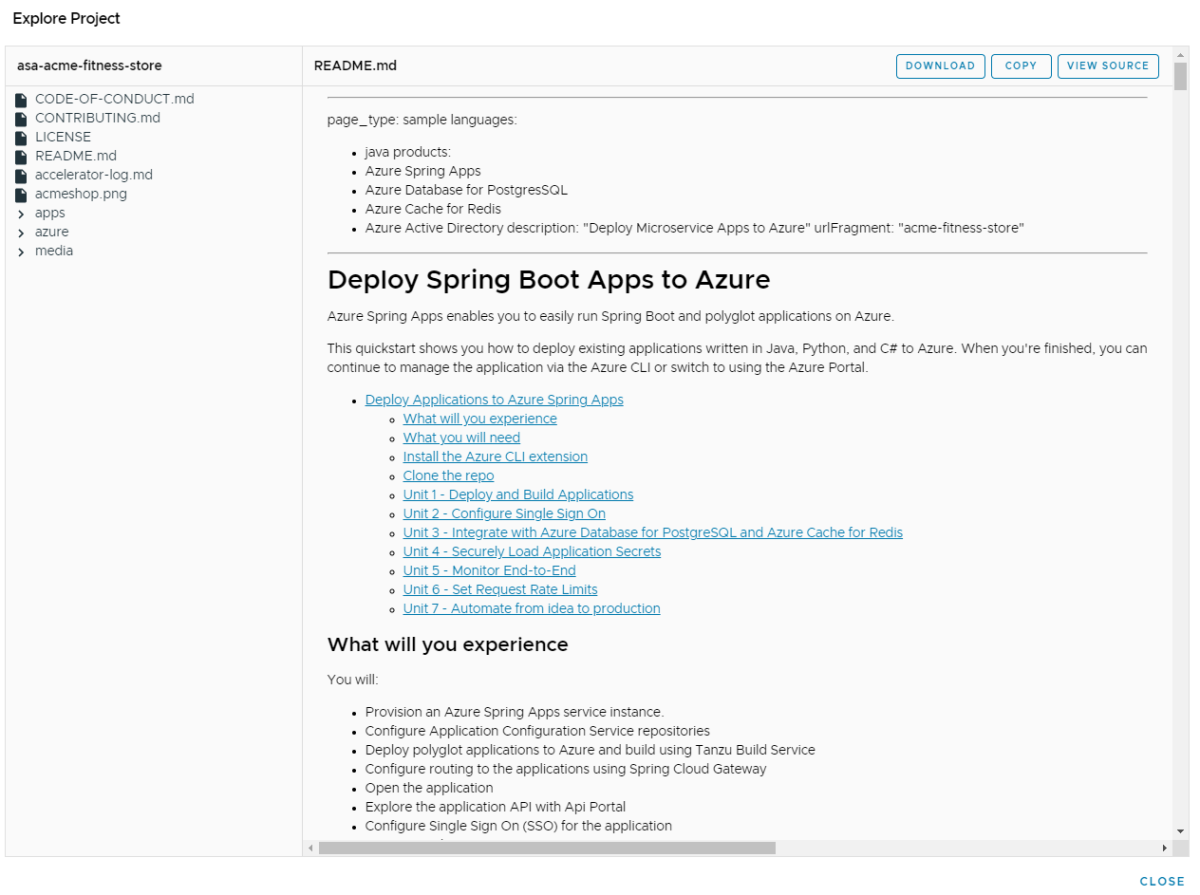 Explore Project
asa-acme-fitness-store
CODE-OF-CONDUCT.md
CONTRIBUTING.md
LICENSE
README.md
accelerator-log.md
acmeshop.png
apps
azure
media
README.md
DOWNLOAD
COPY
VIEW SOURCE
page_type: sample languages:
java products:
Azure Spring Apps
Azure Database for PostgresSQL
Azure Cache for Redis
Azure Active Directory description: "Deploy Microservice Apps to Azure" urlFragment: "acme-fitness-store"
Deploy Spring Boot Apps to Azure
Azure Spring Apps enables you to easily run Spring Boot and polyglot applications on Azure.
This quickstart shows you how to deploy existing applications written in Java, Python, and C# to Azure. When you're finished, you can
continue to manage the application via the Azure CLI or switch to using the Azure Portal.
Deploy Applications to Azure Spring Apps
What will you experience
What you will need
Install the Azure CLI extension
Clone the repo
Unit 1 - Deploy and Build Applications
Unit 2 - Configure Single Sign On
Unit 3 - Integrate with Azure Database for PostgreSQL and Azure Cache for Redis
Unit 4 - Securely Load Application Secrets
Unit 5 - Monitor End-to-End
Unit 6 - Set Request Rate Limits
Unit 7 - Automate from idea to production
What will you experience
You will:
Provision an Azure Spring Apps service instance.
Configure Application Configuration Service repositories
Deploy polyglot applications to Azure and build using Tanzu Build Service
Configure routing to the applications using Spring Cloud Gateway
Open the application
Explore the application API with Api Portal
Configure Single Sign On (SSO) for the application
CLOSE